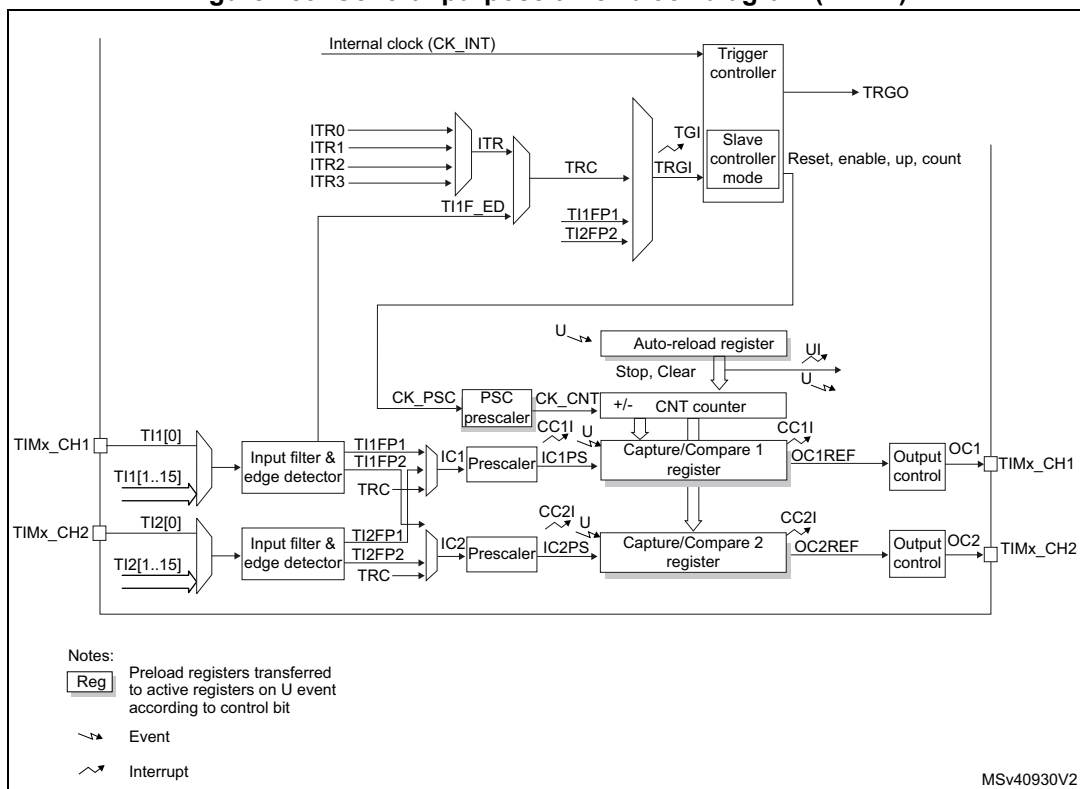 Internal clock (CK_INT)
Trigger
controller
TRGO
ITR0
ITR1
ITR2
ITR3
ITR
TI1F_ED
TRC
TI1FP1
TI2FP2
TGI
TRGI
Slave
controller
mode
Reset, enable, up, count
U
Auto-reload register
UI
U
Stop, Clear
CK_PSC
PSC
prescaler
CK_CNT
+/-
CNT counter
TIMx_CH1
TI1[0]
TI1[1..15]
Input filter &
edge detector
TI1FP1
TI1FP2
TRC
IC1
Prescaler
IC1PS
CC1I
U
Capture/Compare 1
register
CC1I
OC1REF
Output
control
OC1
TIMx_CH1
TIMx_CH2
TI2[0]
TI2[1..15]
Input filter &
edge detector
TI2FP1
TI2FP2
TRC
IC2
Prescaler
IC2PS
CC2I
U
Capture/Compare 2
register
CC2I
OC2REF
Output
control
OC2
TIMx_CH2
Notes:
Reg
Preload registers transferred
to active registers on U event
according to control bit
Event
Interrupt
MSv40930V2